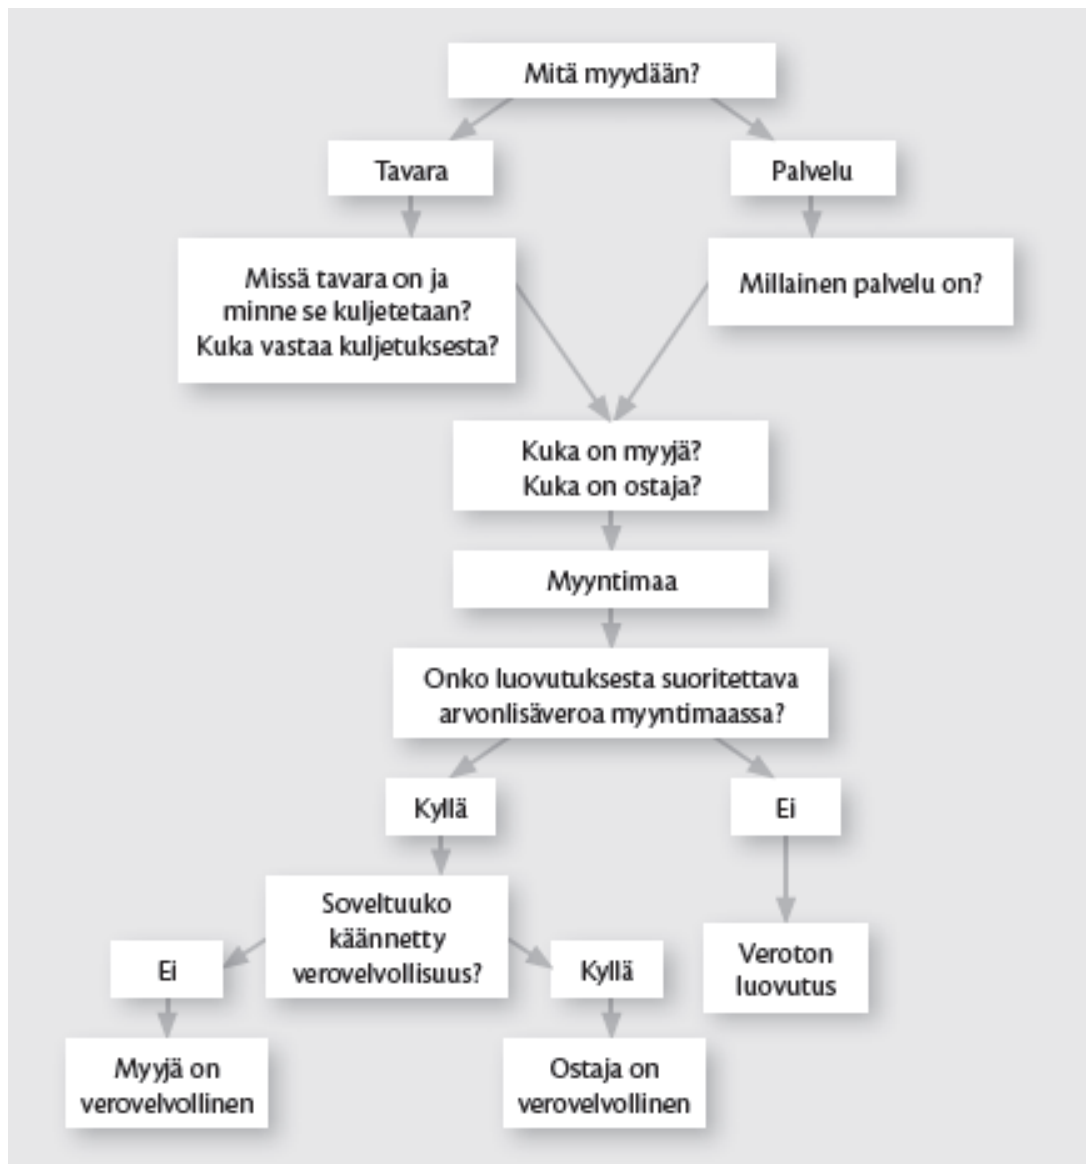 Mitä myydään?
Tavara
Palvelu
Missä tavara on ja
minne se kuljetetaan?
Kuka vastaa kuljetuksesta?
Millainen palvelu on?
Kuka on myyjä?
Kuka on ostaja?
Myyntimaa
Onko luovutuksesta suoritettava
arvonlisäveroa myyntimaassa?
Kyllä
Ei
Soveltuuko
käännetty
verovelvollisuus?
Ei
Kyllä
Veroton
luovutus
Myyjä on
verovelvollinen
Ostaja on
verovelvollinen